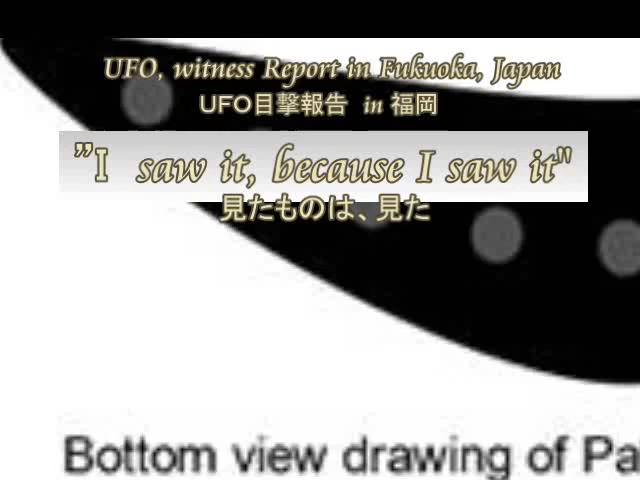 UFO, witness Report in Fukuoka, Japan
UFO目撃報告 in 福岡
"I saw it, because I saw it"
見たものは、見た
Bottom view drawing of Pa